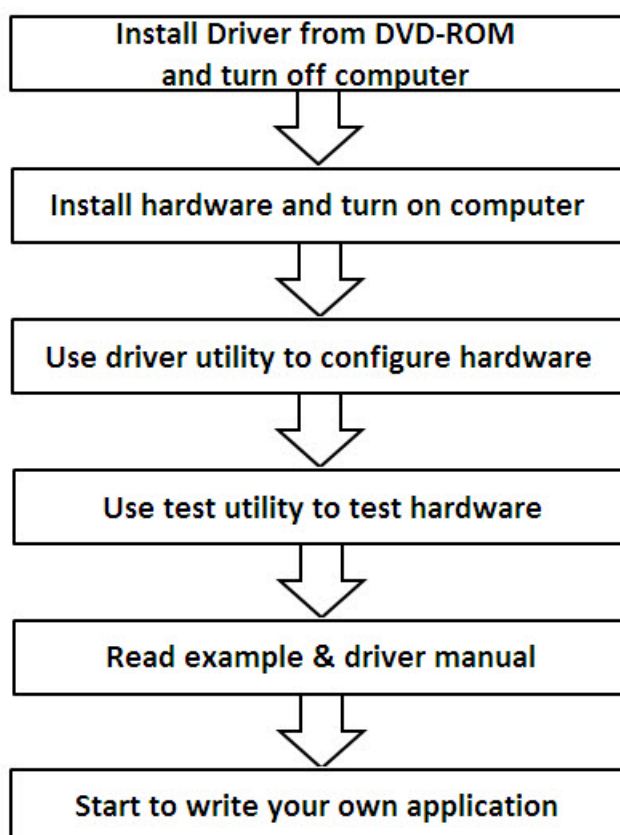 Install Driver from DVD-ROM
and turn off computer
Install hardware and turn on computer
Use driver utility to configure hardware
Use test utility to test hardware
Read example & driver manual
Start to write your own application